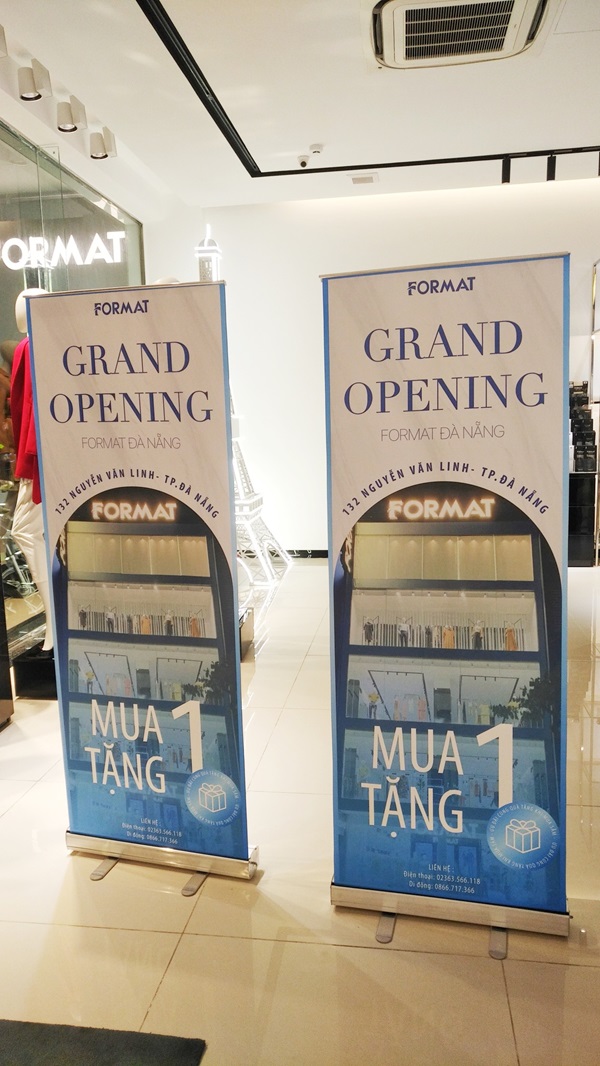 FORMAT
FORMAT
GRAND
OPENING
FORMAT ĐÀ NẴNG
132 NGUYỄN VĂN LINH- TP.ĐÀ NẴNG
FORMAT
MUA 1
TẶNG
LIÊN HỆ :
Điện thoại: 02363.566.118
Di động: 0866.717.366
FORMAT
GRAND
OPENING
FORMAT ĐÀ NẴNG
132 NGUYỄN VĂN LINH- TP.ĐÀ NẴNG
FORMAT
MUA 1
TẶNG
LIÊN HỆ :
Điện thoại: 02363.566.118
Di động: 0866.717.366